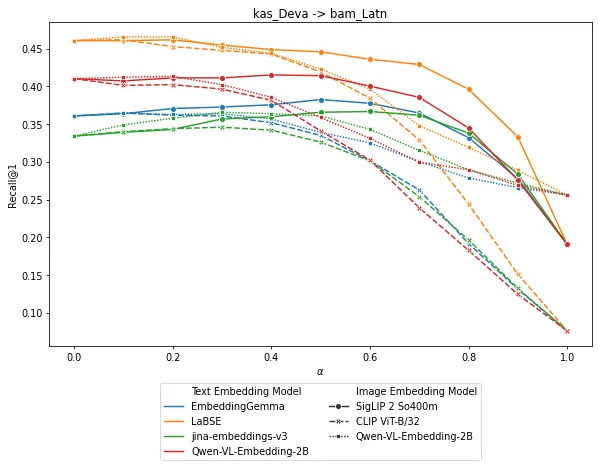 kas_Deva -> bam_Latn
Recall@1
0.45
0.40
0.35
0.30
0.25
0.20
0.15
0.10
0.0 0.2 0.4 0.6 0.8 1.0
α
Text Embedding Model Image Embedding Model
EmbeddingGemma SigLIP 2 So400m
LaBSE CLIP ViT-B/32
jina-embeddings-v3 Qwen-VL-Embedding-2B
Qwen-VL-Embedding-2B